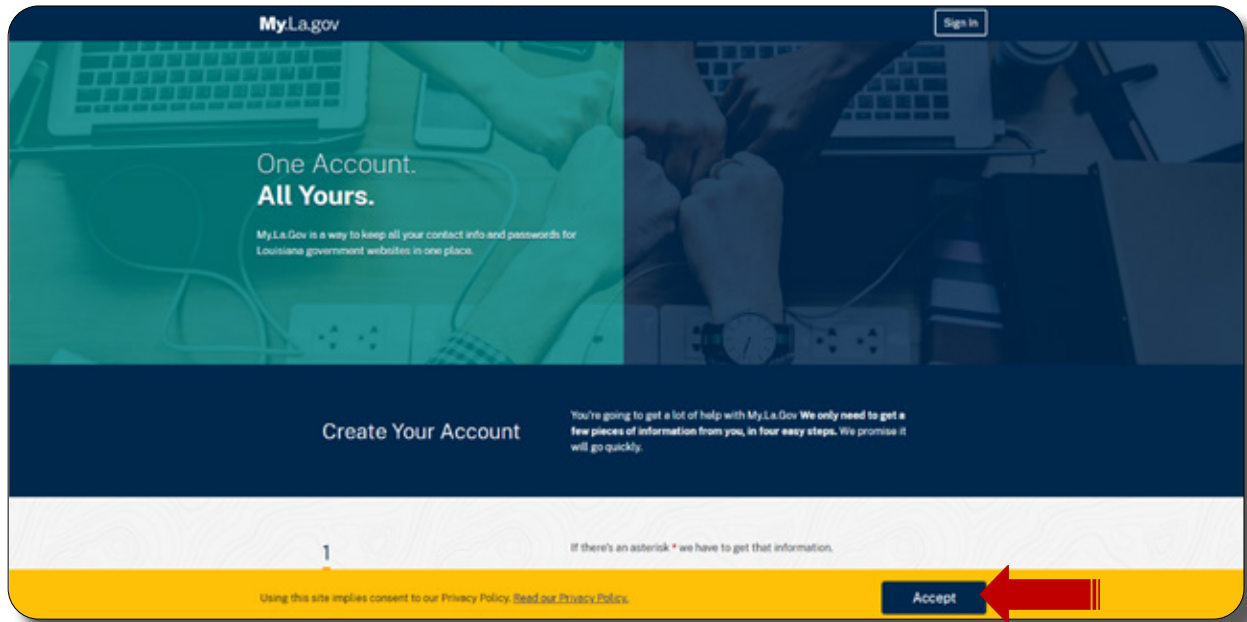 My.La.gov
Sign In
One Account.
All Yours.
My.La.Gov is a way to keep all your contact info and passwords for
Louisiana government websites in one place.
Create Your Account
You're going to get a lot of help with My.La.Gov We only need to get a
few pieces of information from you, in four easy steps. We promise it
will go quickly.
1
If there's an asterisk * we have to get that information.
Using this site implies consent to our Privacy Policy. Read our Privacy Policy.
Accept